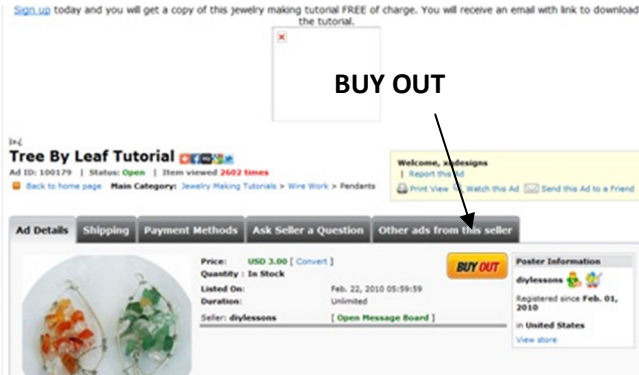 Sign up today and you will get a copy of this jewelry making tutorial FREE of charge. You will receive an email with link to download
the tutorial.
BUY OUT
Tree By Leaf Tutorial
Ad ID: 100179 | Status: Open | Item viewed 2602 times
Back to home page Main Category: Jewelry Making Tutorials > Wire Work > Pendants
Welcome, xndesigns
| Report this Ad
Print View Watch this Ad Send this Ad to a Friend
Ad Details Shipping Payment Methods Ask Seller a Question Other ads from this seller
Price: USD 3.00 [ Convert ]
Quantity : In Stock
Listed On: Feb. 22, 2010 05:59:59
Duration: Unlimited
Seller: diylessons [ Open Message Board ]
BUY OUT
Poster Information
diylessons
Registered since Feb. 01,
2010
in United States
View store